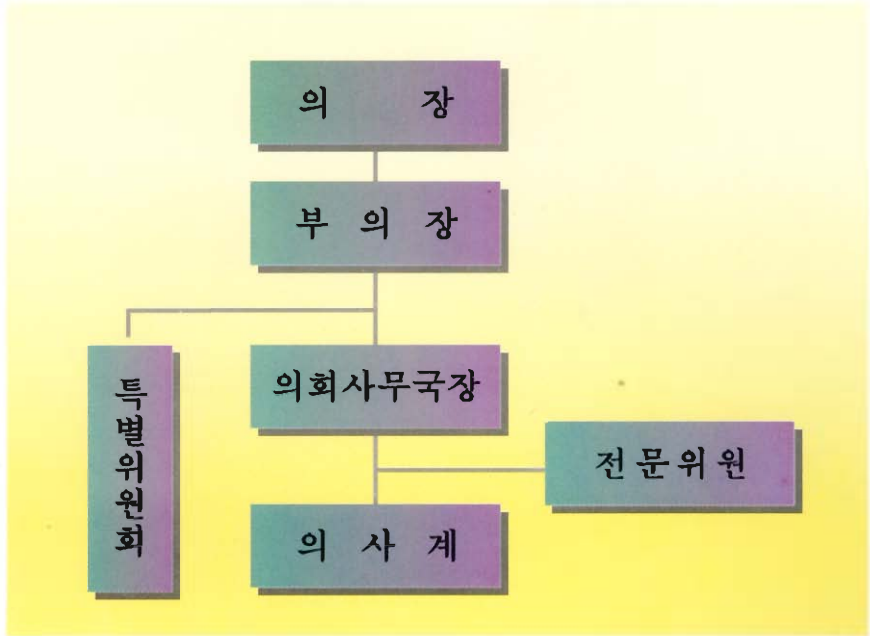 의 장
부 의 장
특별위원회
의회사무국장
전문위원
의 사 계